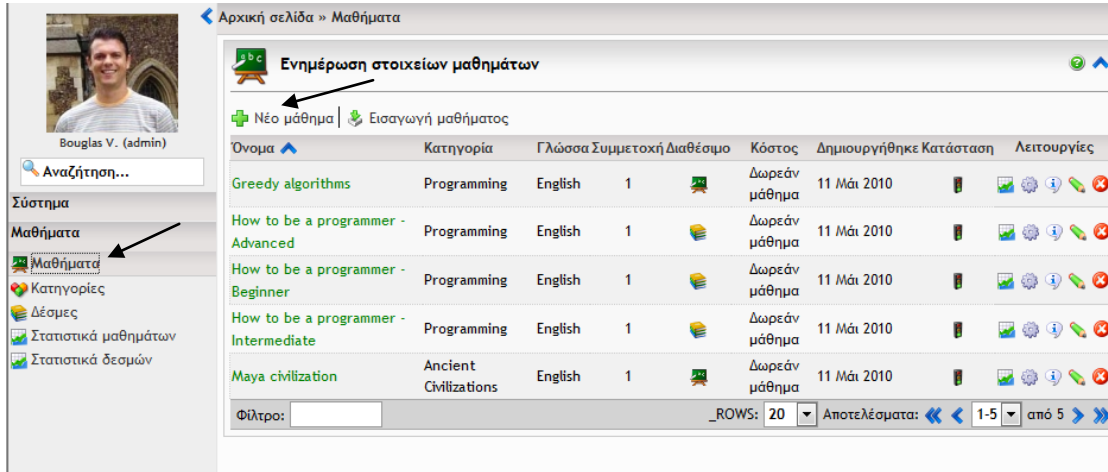 Αρχική σελίδα » Μαθήματα
Bouglas V. (admin)
Αναζήτηση...
Σύστημα
Μαθήματα
Μαθήματα
Κατηγορίες
Δέσμες
Στατιστικά μαθημάτων
Στατιστικά δεσμών
abc
Ενημέρωση στοιχείων μαθημάτων
Νέο μάθημα Εισαγωγή μαθήματος
Όνομα Κατηγορία Γλώσσα Συμμετοχή Διαθέσιμο Κόστος Δημιουργήθηκε Κατάσταση Λειτουργίες
Greedy algorithms Programming English 1 Δωρεάν μάθημα 11 Μάι 2010
How to be a programmer - Advanced Programming English 1 Δωρεάν μάθημα 11 Μάι 2010
How to be a programmer - Beginner Programming English 1 Δωρεάν μάθημα 11 Μάι 2010
How to be a programmer - Intermediate Programming English 1 Δωρεάν μάθημα 11 Μάι 2010
Maya civilization Ancient Civilizations English 1 Δωρεάν μάθημα 11 Μάι 2010
Φίλτρο: _ROWS: 20 Αποτελέσματα: 1-5 από 5